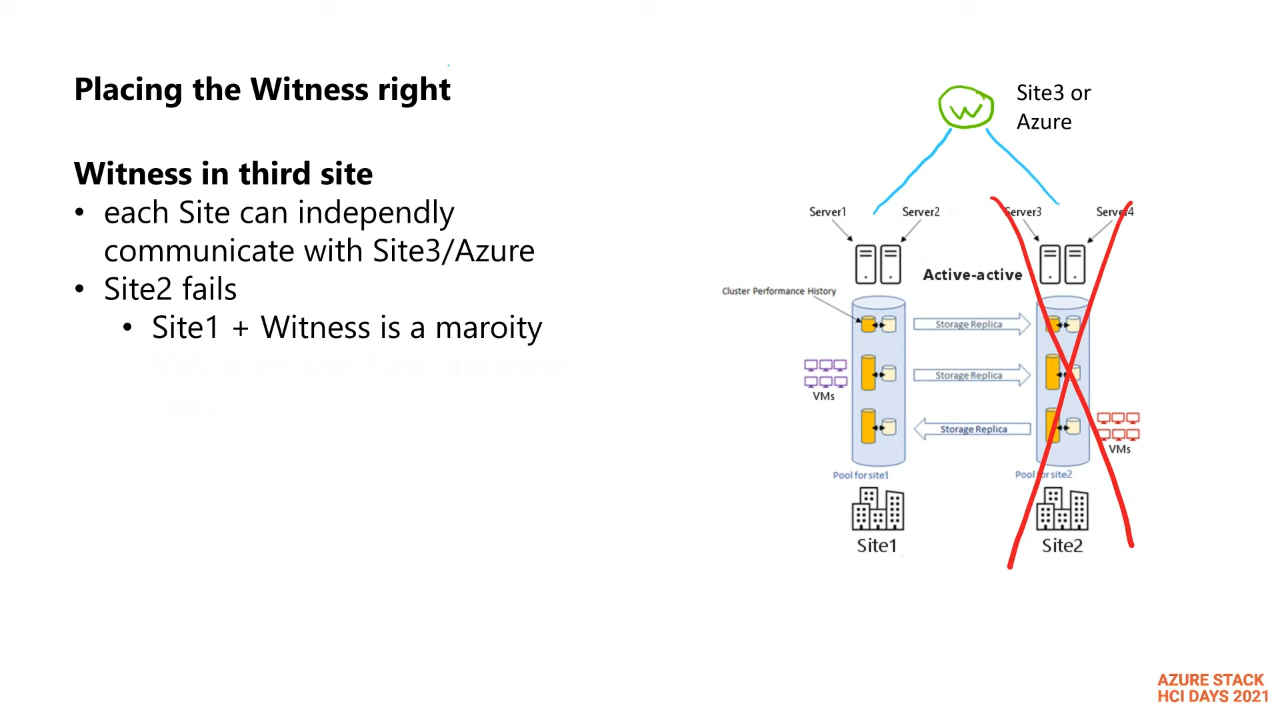 Placing the Witness right
Witness in third site
• each Site can independly
communicate with Site3/Azure
• Site2 fails
• Site1 + Witness is a maroity
W
Site3 or
Azure
Server1
Server2
Server3
Server4
Active-active
Cluster Performance History
Storage Replica
Storage Replica
Storage Replica
VMs
VMs
Pool for site1
Pool for site2
Site1
Site2
AZURE STACK
HCI DAYS 2021